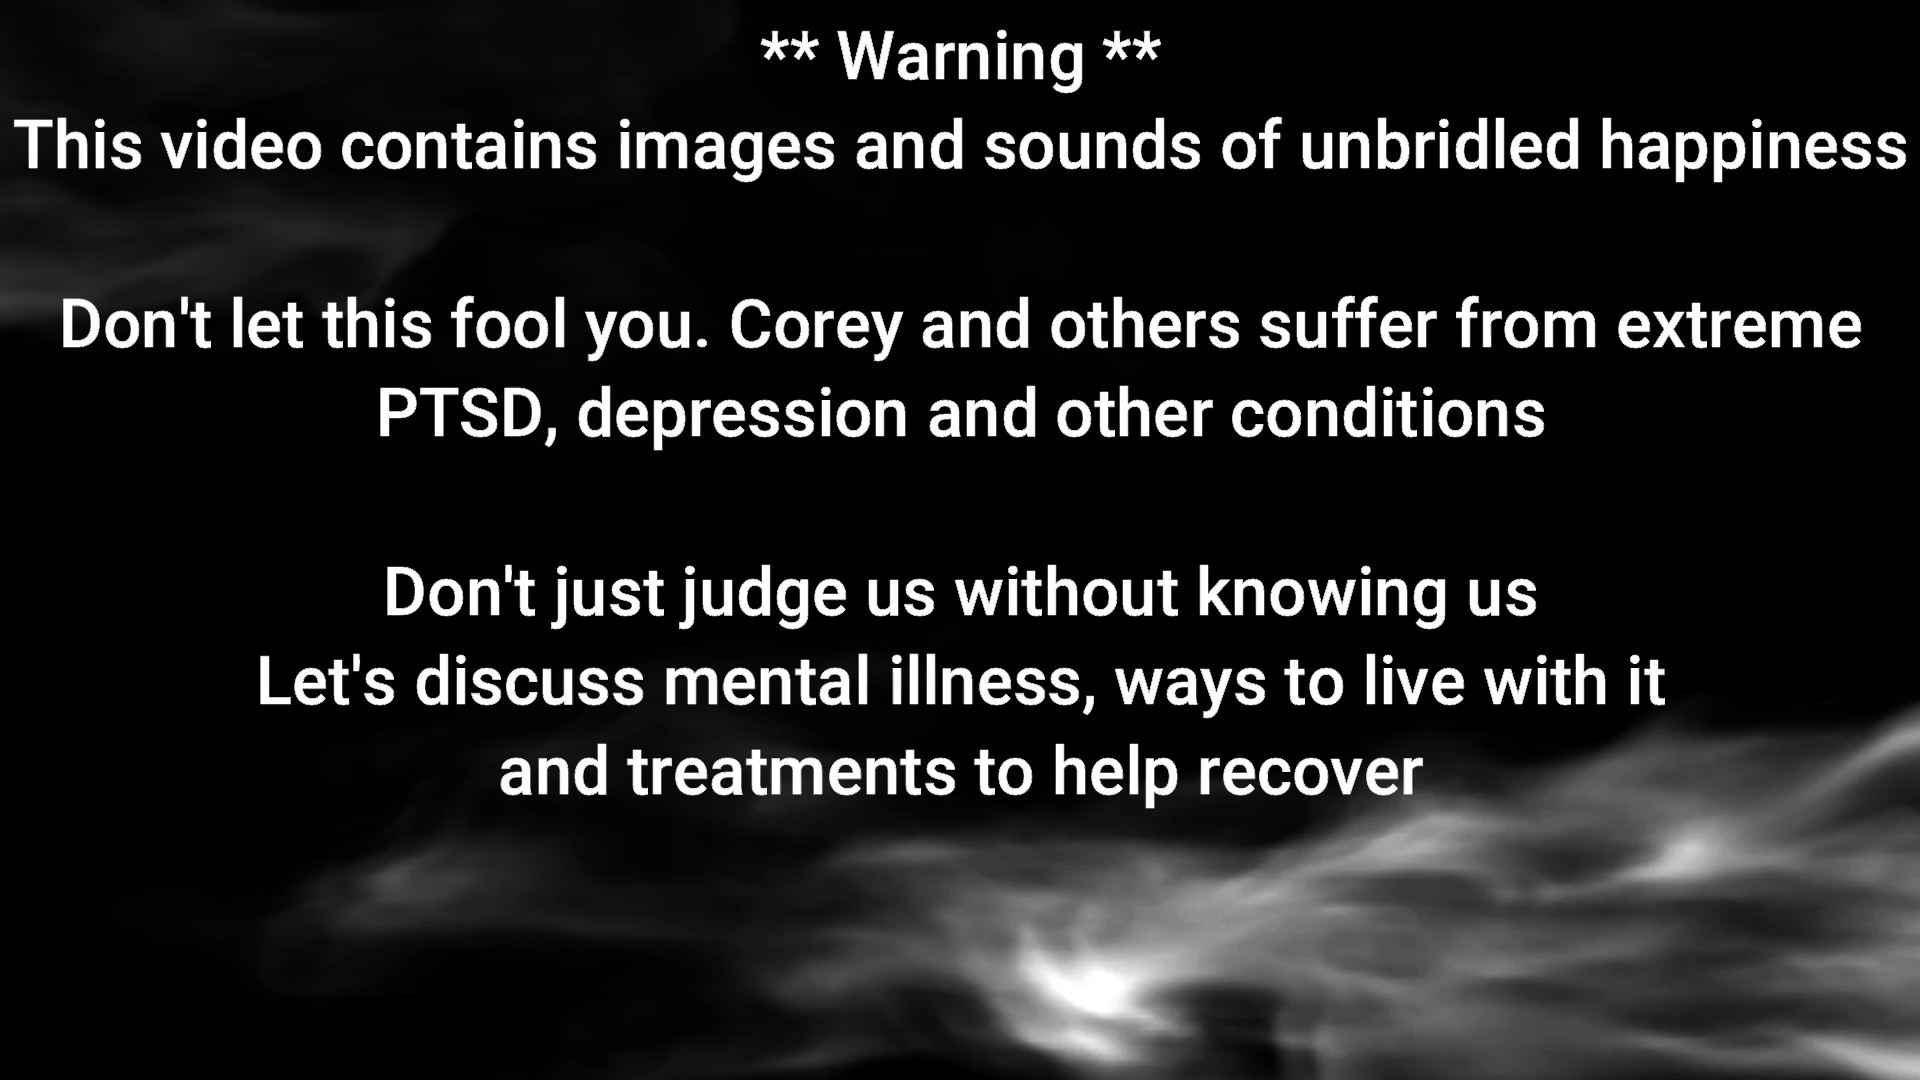 ** Warning **
This video contains images and sounds of unbridled happiness
Don't let this fool you. Corey and others suffer from extreme
PTSD, depression and other conditions
Don't just judge us without knowing us
Let's discuss mental illness, ways to live with it
and treatments to help recover